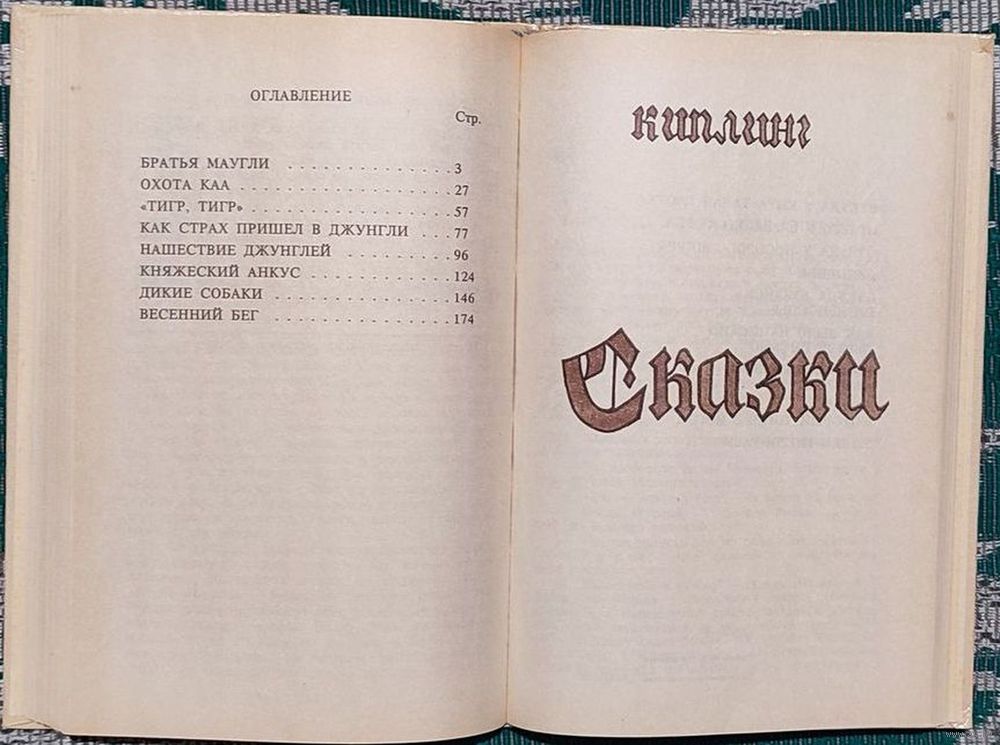 ОГЛАВЛЕНИЕ
Стр.
БРАТЬЯ МАУГЛИ . . . . . . . . . . . . . . . 3
ОХОТА КАА . . . . . . . . . . . . . . . . . . 27
«ТИГР, ТИГР» . . . . . . . . . . . . . . . . . 57
КАК СТРАХ ПРИШЕЛ В ДЖУНГЛИ . . . 77
НАШЕСТВИЕ ДЖУНГЛЕЙ . . . . . . . . . . 96
КНЯЖЕСКИЙ АНКУС . . . . . . . . . . . . . 124
ДИКИЕ СОБАКИ . . . . . . . . . . . . . . . 146
ВЕСЕННИЙ БЕГ . . . . . . . . . . . . . . . 174
КИПЛИНГ
Сказки